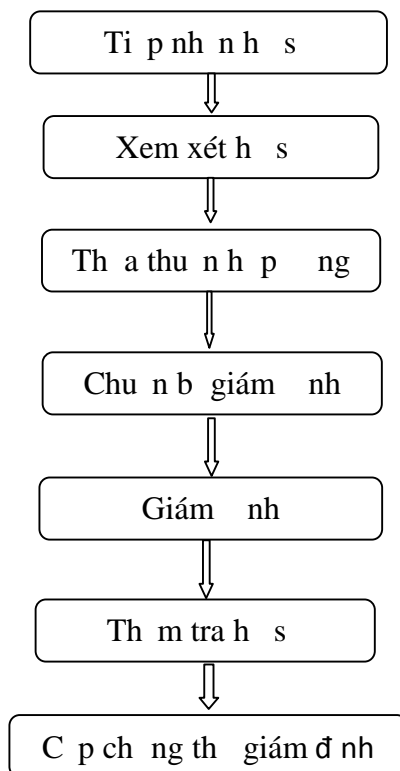 Ti p nh n h s
Xem xét h s
Th a thu n h p ng
Chu n b giám nh
Giám nh
Th m tra h s
C p ch ng th giám đ nh